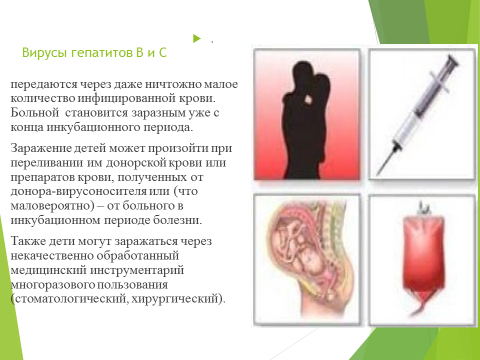 .
Вирусы гепатитов В и С
передаются через даже ничтожно малое
количество инфицированной крови.
Больной становится заразным уже с
конца инкубационного периода.
Заражение детей может произойти при
переливании им донорской крови или
препаратов крови, полученных от
донора-вирусоносителя или (что
маловероятно) – от больного в
инкубационном периоде болезни.
Также дети могут заражаться через
некачественно обработанный
медицинский инструментарий
многоразового пользования
(стоматологический, хирургический).